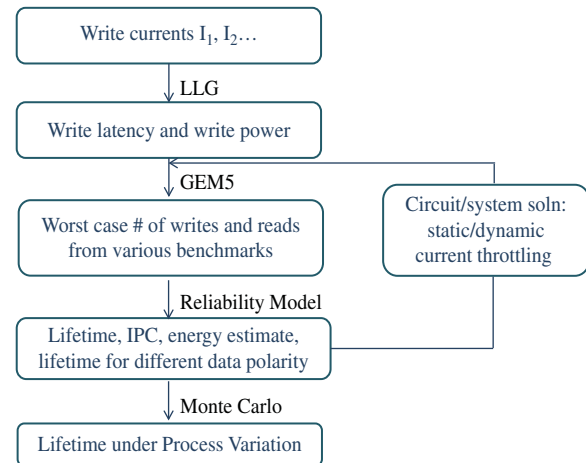 Write currents I₁, I₂…
LLG
Write latency and write power
GEM5
Worst case # of writes and reads
from various benchmarks
Circuit/system soln:
static/dynamic
current throttling
Reliability Model
Lifetime, IPC, energy estimate,
lifetime for different data polarity
Monte Carlo
Lifetime under Process Variation